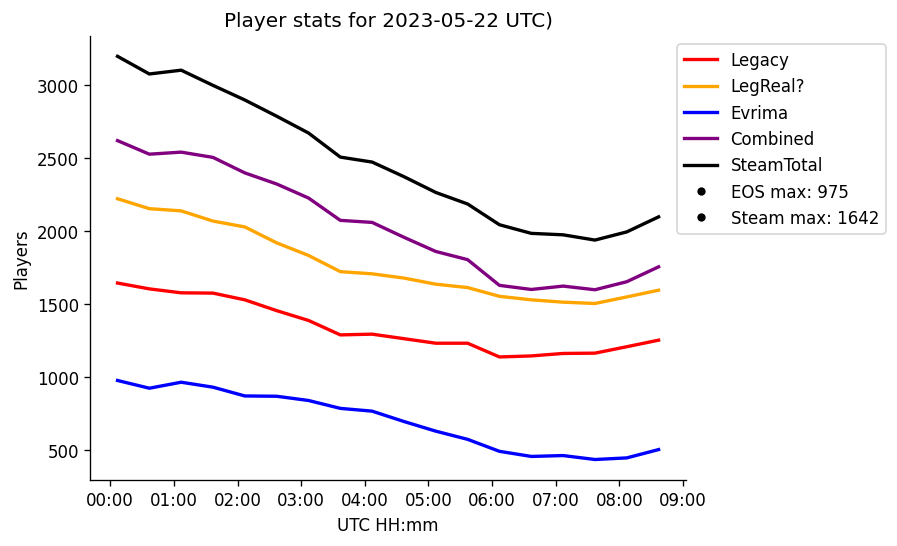 Player stats for 2023-05-22 UTC)
Legacy
LegReal?
Evrima
Combined
SteamTotal
EOS max: 975
Steam max: 1642
Players
3000
2500
2000
1500
1000
500
00:00 01:00 02:00 03:00 04:00 05:00 06:00 07:00 08:00 09:00
UTC HH:mm